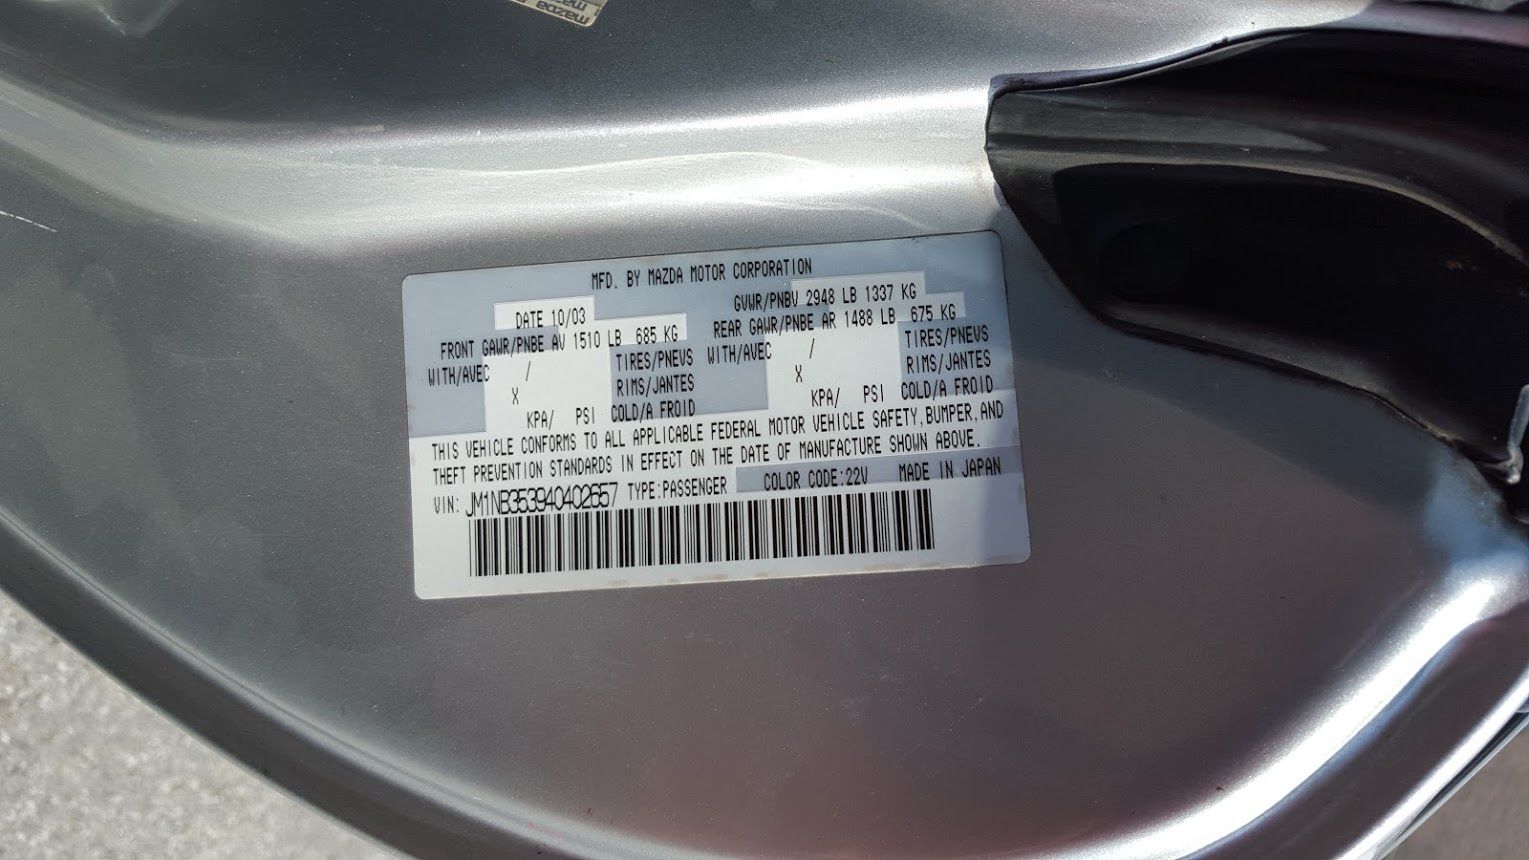 mazda
mazda
MFD. BY MAZDA MOTOR CORPORATION
DATE 10/03 GVWR/PNBV 2948 LB 1337 KG
FRONT GAWR/PNBE AV 1510 LB 685 KG REAR GAWR/PNBE AR 1488 LB 675 KG
WITH/AVEC / TIRES/PNEUS WITH/AVEC / TIRES/PNEUS
X RIMS/JANTES X RIMS/JANTES
KPA/ PSI COLD/A FROID KPA/ PSI COLD/A FROID
THIS VEHICLE CONFORMS TO ALL APPLICABLE FEDERAL MOTOR VEHICLE SAFETY, BUMPER, AND
THEFT PREVENTION STANDARDS IN EFFECT ON THE DATE OF MANUFACTURE SHOWN ABOVE.
VIN: JM1NB353940402657 TYPE:PASSENGER COLOR CODE:22V MADE IN JAPAN